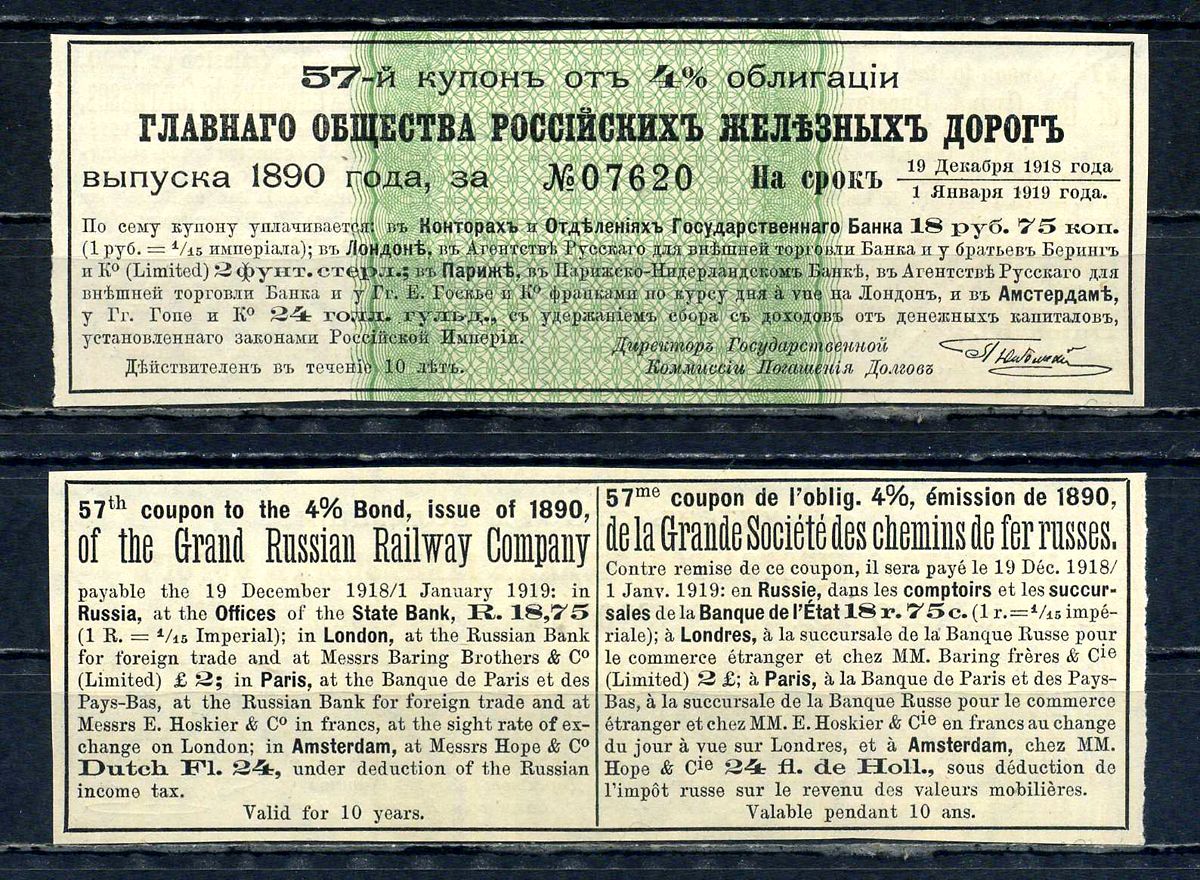 57-й купонъ отъ 4% облигаціи
ГЛАВНАГО ОБЩЕСТВА РОССІЙСКИХЪ ЖЕЛѢЗНЫХЪ ДОРОГЪ
выпуска 1890 года, за №07620 На срокъ 19 Декабря 1918 года
1 Января 1919 года.
По сему купону уплачивается: въ Конторахъ и Отдѣленіяхъ Государственнаго Банка 18 руб. 75 коп.
(1 руб. = 1/15 имперіала); въ Лондонѣ, въ Агентствѣ Русскаго для внѣшней торговли Банка и у братьевъ Берингъ
и Kº (Limited) 2 фунт. стерл.; въ Парижѣ, въ Парижско-Нидерландскомъ Банкѣ, въ Агентствѣ Русскаго для
внѣшней торговли Банка и у Гг. Е. Госкье и Kº франками по курсу дня à vue на Лондонъ, и въ Амстердамѣ,
у Гг. Гопе и Kº 24 голл. гульд., съ удержаніемъ сбора съ доходовъ отъ денежныхъ капиталовъ,
установленнаго законами Россійской Имперіи.
Дѣйствителенъ въ теченіе 10 лѣтъ.
Директоръ Государственной
Коммиссіи Погашенія Долговъ
57th coupon to the 4% Bond, issue of 1890,
of the Grand Russian Railway Company
payable the 19 December 1918/1 January 1919: in
Russia, at the Offices of the State Bank, R. 18,75
(1 R. = 1/15 Imperial); in London, at the Russian Bank
for foreign trade and at Messrs Baring Brothers & Cº
(Limited) £ 2; in Paris, at the Banque de Paris et des
Pays-Bas, at the Russian Bank for foreign trade and at
Messrs E. Hoskier & Cº in francs, at the sight rate of ex-
change on London; in Amsterdam, at Messrs Hope & Cº
Dutch Fl. 24, under deduction of the Russian
income tax.
Valid for 10 years.
57me coupon de l'oblig. 4%, émission de 1890,
de la Grande Société des chemins de fer russes.
Contre remise de ce coupon, il sera payé le 19 Déc. 1918/
1 Janv. 1919: en Russie, dans les comptoirs et les succur-
sales de la Banque de l'État 18 r. 75 c. (1 r.=1/15 impé-
riale); à Londres, à la succursale de la Banque Russe pour
le commerce étranger et chez MM. Baring frères & Cie
(Limited) 2 £; à Paris, à la Banque de Paris et des Pays-
Bas, à la succursale de la Banque Russe pour le commerce
étranger et chez MM. E. Hoskier & Cie en francs au change
du jour à vue sur Londres, et à Amsterdam, chez MM.
Hope & Cie 24 fl. de Holl., sous déduction de
l'impôt russe sur le revenu des valeurs mobilières.
Valable pendant 10 ans.